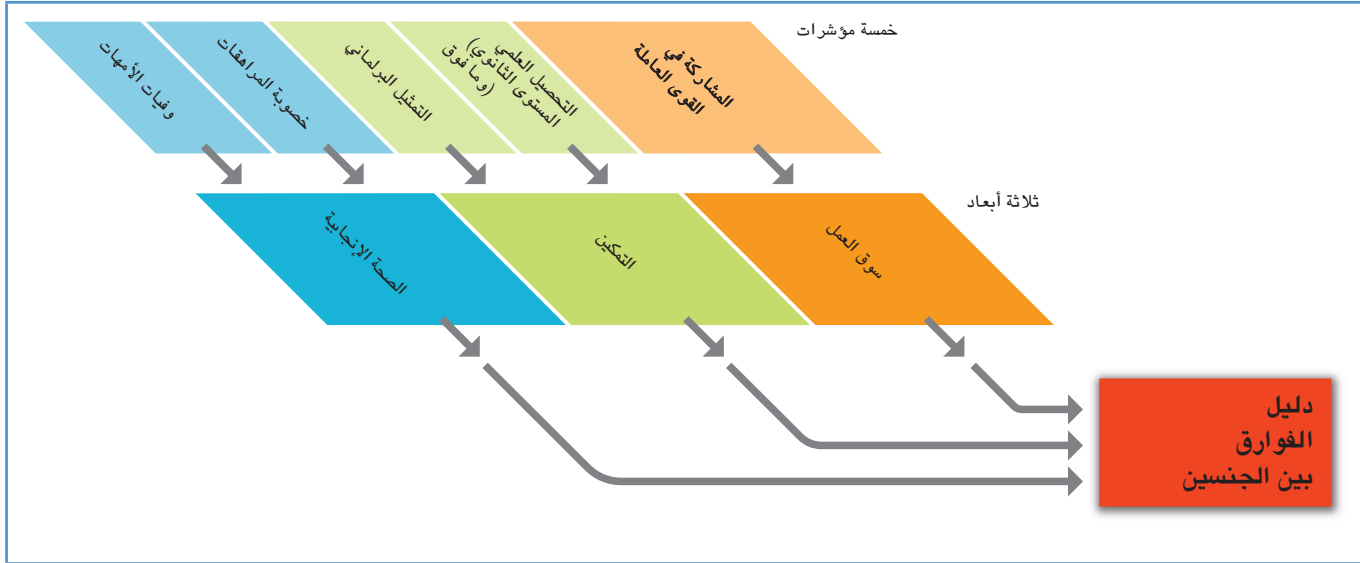 خمسة مؤشرات
المشاركة في
القوى العاملة
التحصيل العلمي
(المستوى الثانوي
وما فوق)
التمثيل البرلماني
خصوبة المراهقات
وفيات الأمهات
ثلاثة أبعاد
سوق العمل
التمكين
الصحة الإنجابية
دليل
الفوارق
بين الجنسين